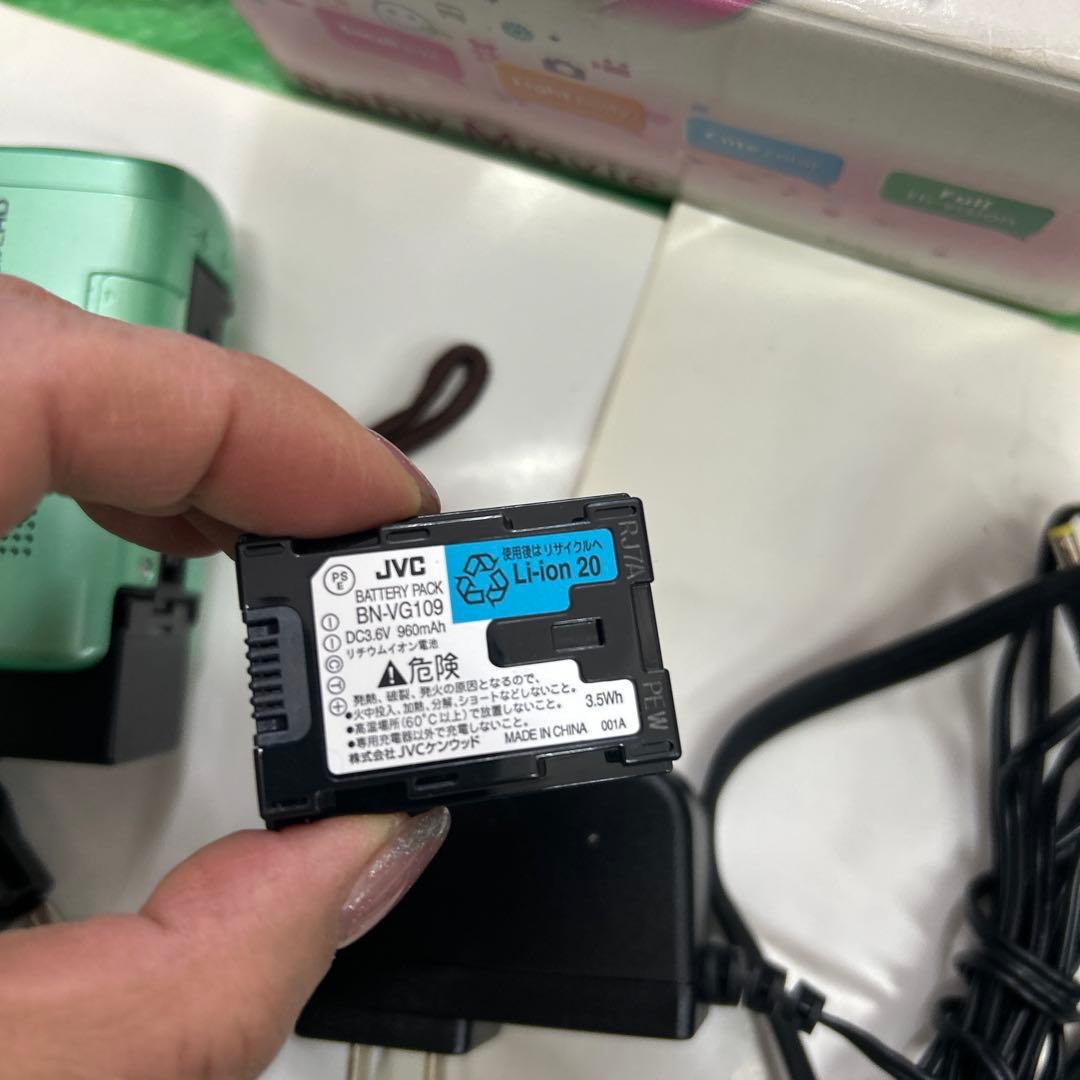 Baby Movie
Light
Full
JVC
PS
E
BATTERY PACK
BN-VG109
DC3.6V 960mAh
リチウムイオン電池
使用後はリサイクルへ
Li-ion 20
危険
発熱、破裂、発火の原因となるので、
●火中投入、加熱、分解、ショートなどしないこと。
●高温場所(60°C以上)で放置しないこと。
●専用充電器以外で充電しないこと。
株式会社 JVCケンウッド
MADE IN CHINA 001A
3.5Wh
RJ7A
PEW